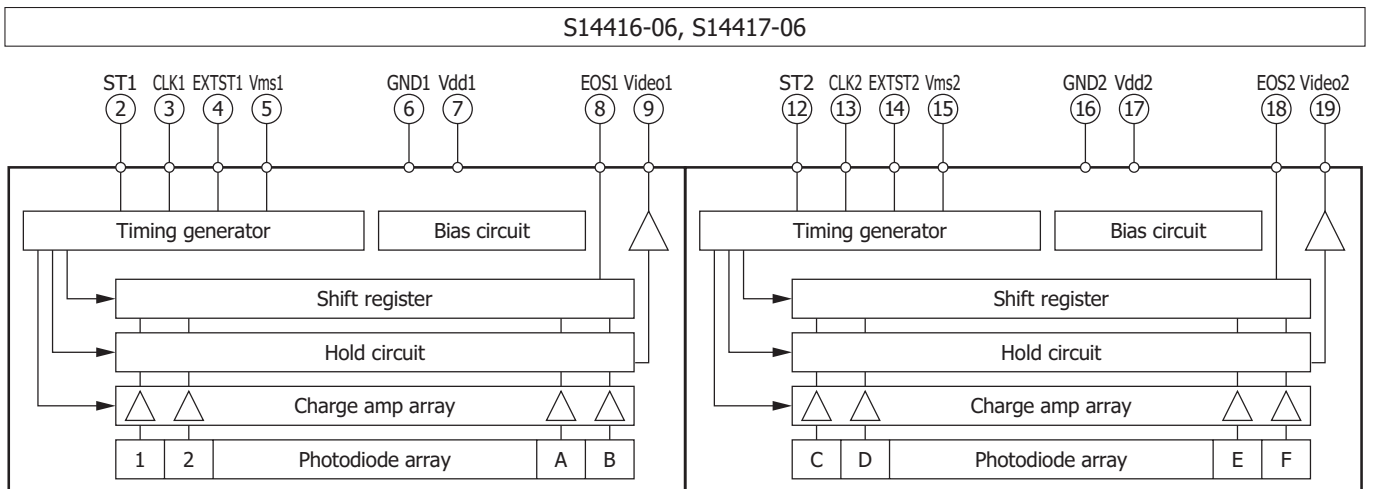 S14416-06, S14417-06
ST1 CLK1 EXTST1 Vms1 GND1 Vdd1 EOS1 Video1 ST2 CLK2 EXTST2 Vms2 GND2 Vdd2 EOS2 Video2
2 3 4 5 6 7 8 9 12 13 14 15 16 17 18 19
Timing generator Bias circuit Timing generator Bias circuit
Shift register Shift register
Hold circuit Hold circuit
Charge amp array Charge amp array
1 2 Photodiode array A B C D Photodiode array E F